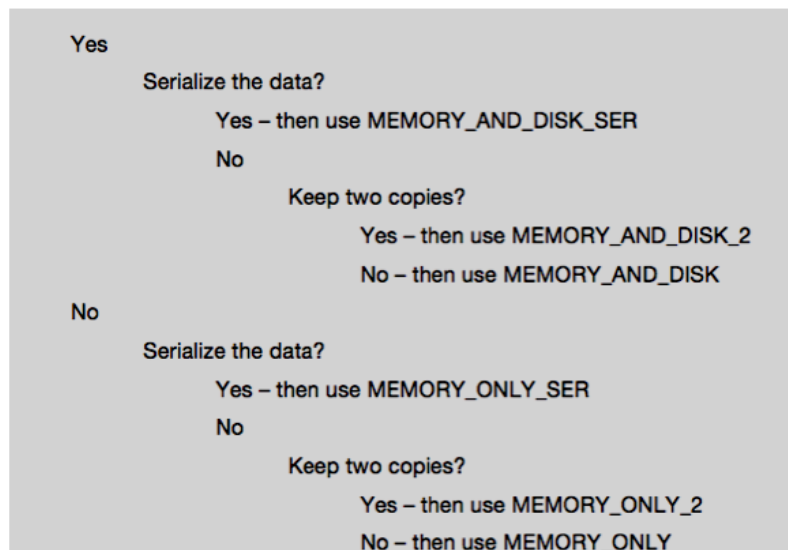 Yes
Serialize the data?
Yes – then use MEMORY_AND_DISK_SER
No
Keep two copies?
Yes – then use MEMORY_AND_DISK_2
No – then use MEMORY_AND_DISK
No
Serialize the data?
Yes – then use MEMORY_ONLY_SER
No
Keep two copies?
Yes – then use MEMORY_ONLY_2
No – then use MEMORY_ONLY